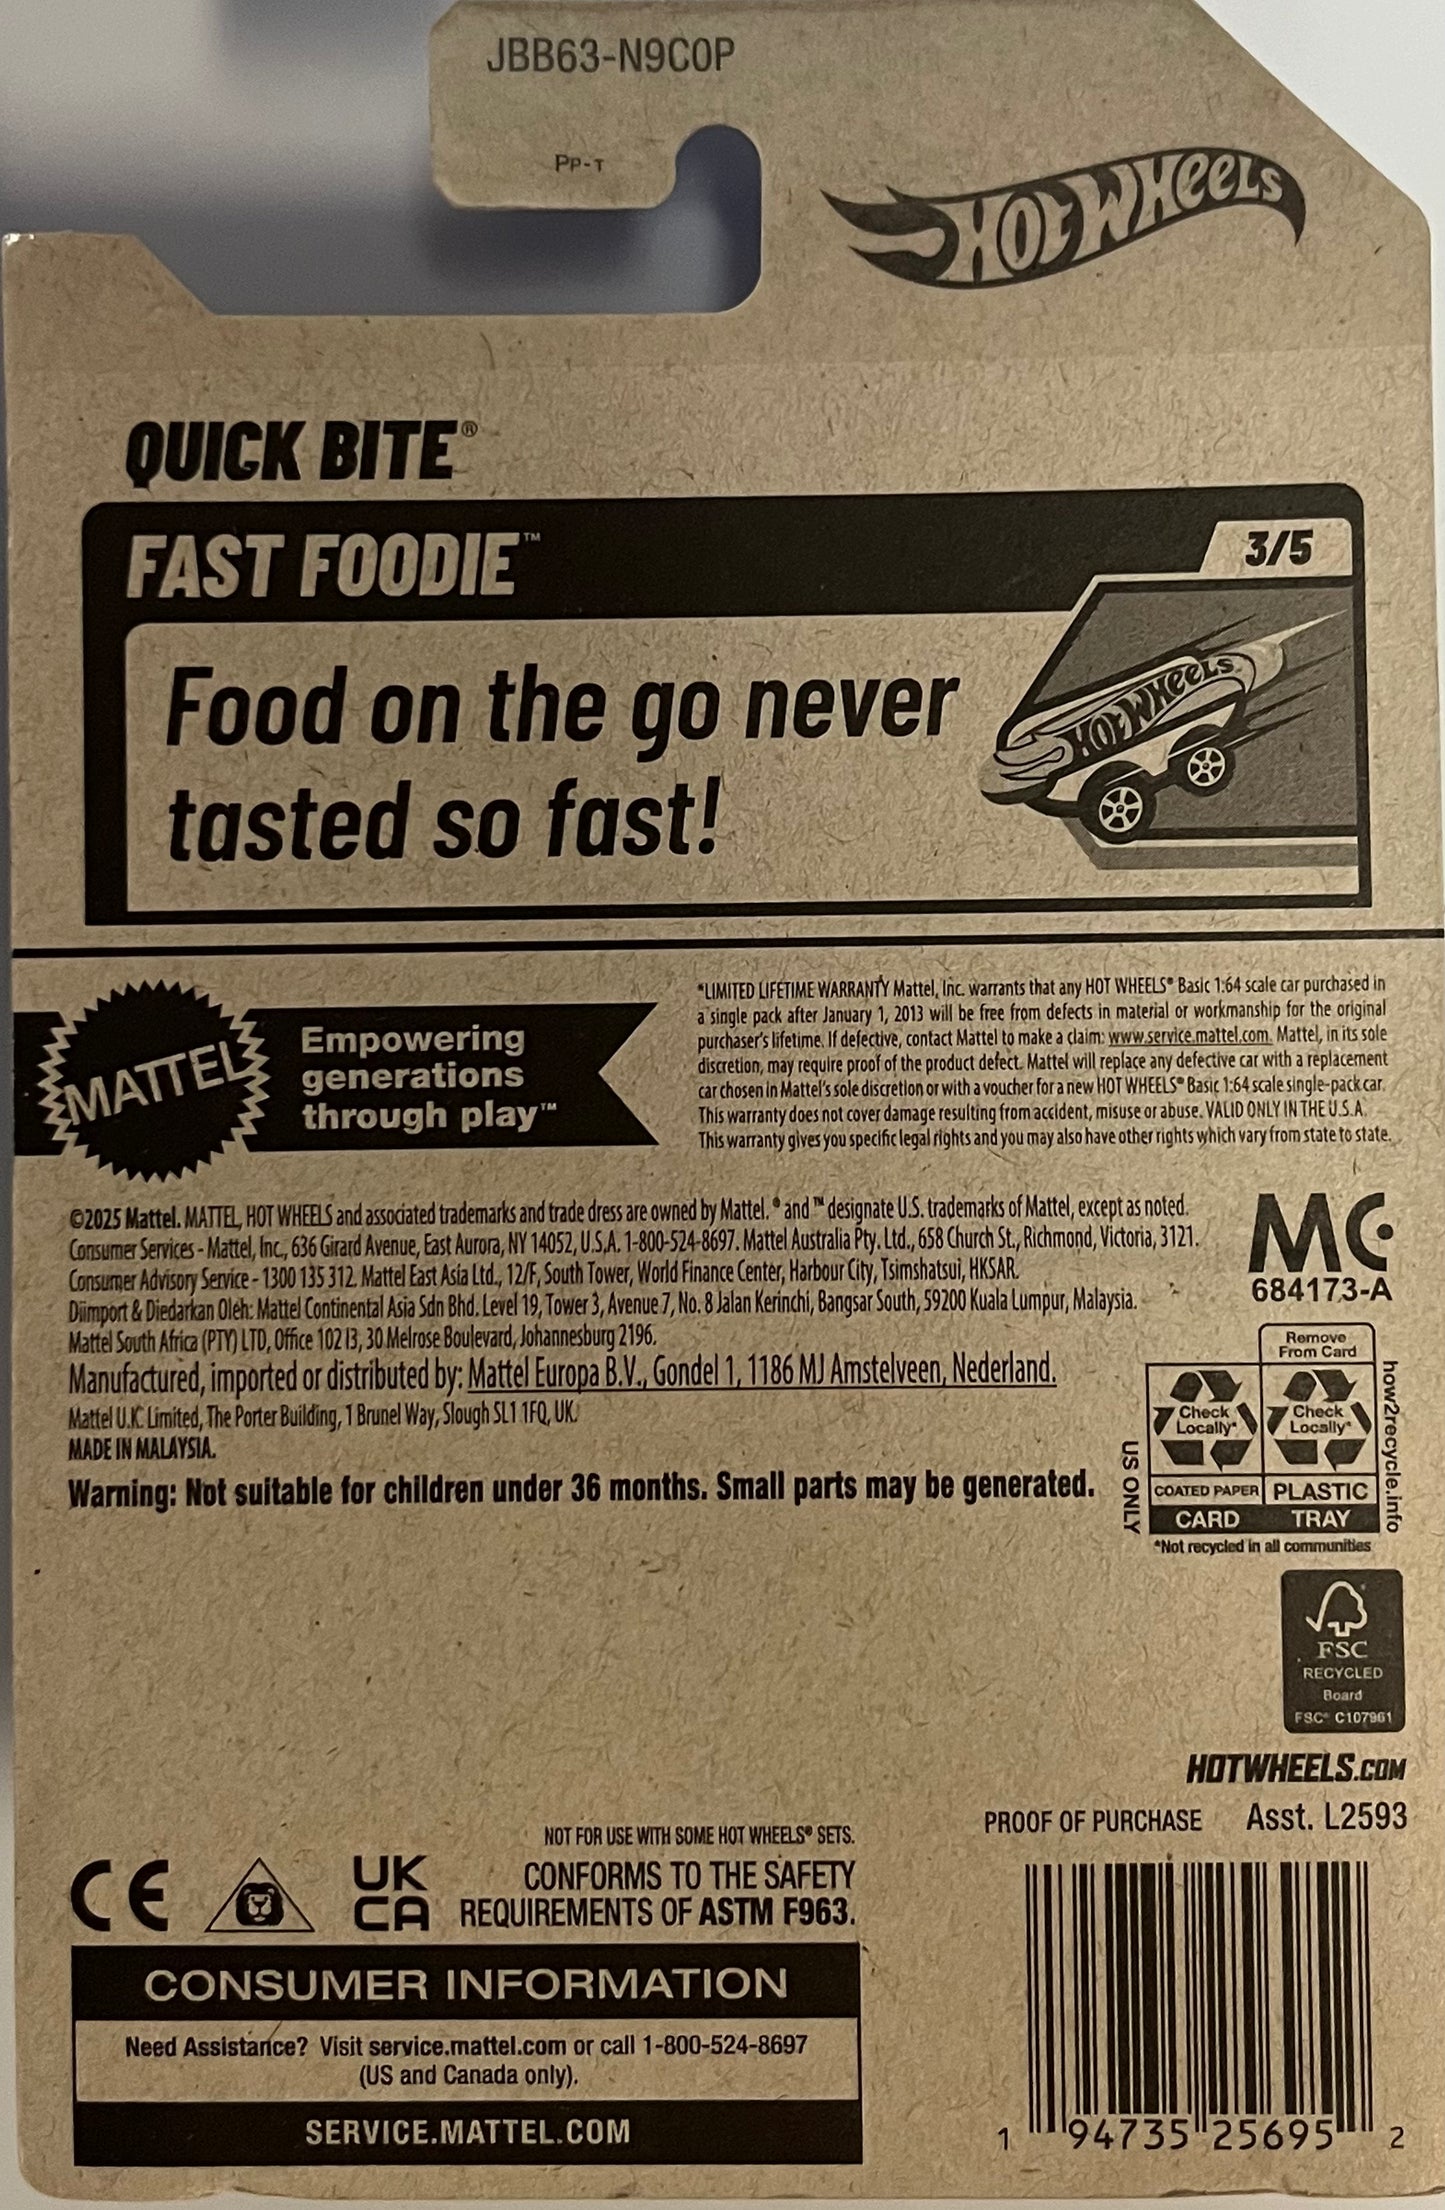 JBB63-N9C0P
PP-T
HOT WHEELS
QUICK BITE®
FAST FOODIE™
3/5
HOT WHEELS
Food on the go never
tasted so fast!
MATTEL
Empowering
generations
through play™
*LIMITED LIFETIME WARRANTY Mattel, Inc. warrants that any HOT WHEELS® Basic 1:64 scale car purchased in
a single pack after January 1, 2013 will be free from defects in material or workmanship for the original
purchaser's lifetime. If defective, contact Mattel to make a claim: www.service.mattel.com. Mattel, in its sole
discretion, may require proof of the product defect. Mattel will replace any defective car with a replacement
car chosen in Mattel's sole discretion or with a voucher for a new HOT WHEELS® Basic 1:64 scale single-pack car.
This warranty does not cover damage resulting from accident, misuse or abuse. VALID ONLY IN THE U.S.A.
This warranty gives you specific legal rights and you may also have other rights which vary from state to state.
©2025 Mattel. MATTEL, HOT WHEELS and associated trademarks and trade dress are owned by Mattel. ® and ™ designate U.S. trademarks of Mattel, except as noted.
Consumer Services - Mattel, Inc., 636 Girard Avenue, East Aurora, NY 14052, U.S.A. 1-800-524-8697. Mattel Australia Pty. Ltd., 658 Church St., Richmond, Victoria, 3121.
Consumer Advisory Service - 1300 135 312. Mattel East Asia Ltd., 12/F, South Tower, World Finance Center, Harbour City, Tsimshatsui, HKSAR.
Diimport & Diedarkan Oleh: Mattel Continental Asia Sdn Bhd. Level 19, Tower 3, Avenue 7, No. 8 Jalan Kerinchi, Bangsar South, 59200 Kuala Lumpur, Malaysia.
Mattel South Africa (PTY) LTD, Office 102 I3, 30 Melrose Boulevard, Johannesburg 2196.
Manufactured, imported or distributed by: Mattel Europa B.V., Gondel 1, 1186 MJ Amstelveen, Nederland.
Mattel U.K. Limited, The Porter Building, 1 Brunel Way, Slough SL1 1FQ, UK.
MADE IN MALAYSIA.
Warning: Not suitable for children under 36 months. Small parts may be generated.
MC
684173-A
Remove
From Card
Check
Locally*
Check
Locally*
COATED PAPER
PLASTIC
CARD
TRAY
US ONLY
how2recycle.info
*Not recycled in all communities
FSC
RECYCLED
Board
FSC® C107961
HOTWHEELS.COM
PROOF OF PURCHASE Asst. L2593
NOT FOR USE WITH SOME HOT WHEELS® SETS.
CE
UK
CA
CONFORMS TO THE SAFETY
REQUIREMENTS OF ASTM F963.
CONSUMER INFORMATION
Need Assistance? Visit service.mattel.com or call 1-800-524-8697
(US and Canada only).
SERVICE.MATTEL.COM
1 94735 25695 2